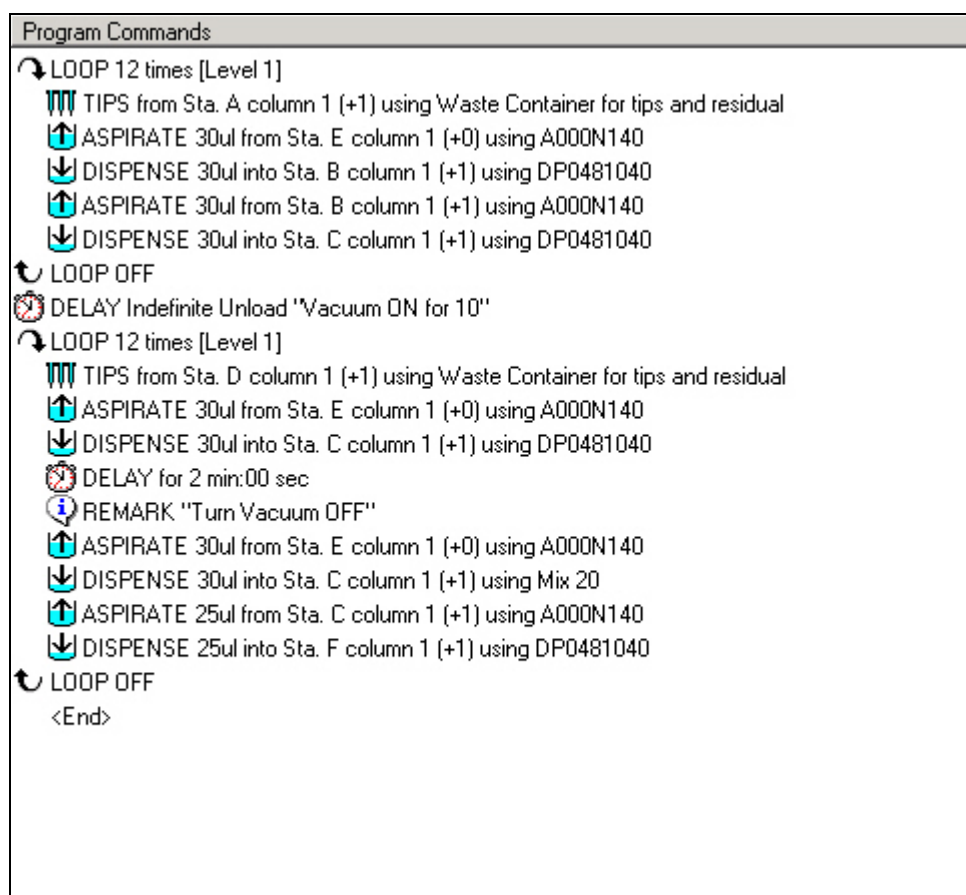 Program Commands
LOOP 12 times [Level 1]
TIPS from Sta. A column 1 (+1) using Waste Container for tips and residual
ASPIRATE 30ul from Sta. E column 1 (+0) using A000N140
DISPENSE 30ul into Sta. B column 1 (+1) using DP0481040
ASPIRATE 30ul from Sta. B column 1 (+1) using A000N140
DISPENSE 30ul into Sta. C column 1 (+1) using DP0481040
LOOP OFF
DELAY Indefinite Unload "Vacuum ON for 10"
LOOP 12 times [Level 1]
TIPS from Sta. D column 1 (+1) using Waste Container for tips and residual
ASPIRATE 30ul from Sta. E column 1 (+0) using A000N140
DISPENSE 30ul into Sta. C column 1 (+1) using DP0481040
DELAY for 2 min:00 sec
REMARK "Turn Vacuum OFF"
ASPIRATE 30ul from Sta. E column 1 (+0) using A000N140
DISPENSE 30ul into Sta. C column 1 (+1) using Mix 20
ASPIRATE 25ul from Sta. C column 1 (+1) using A000N140
DISPENSE 25ul into Sta. F column 1 (+1) using DP0481040
LOOP OFF
<End>